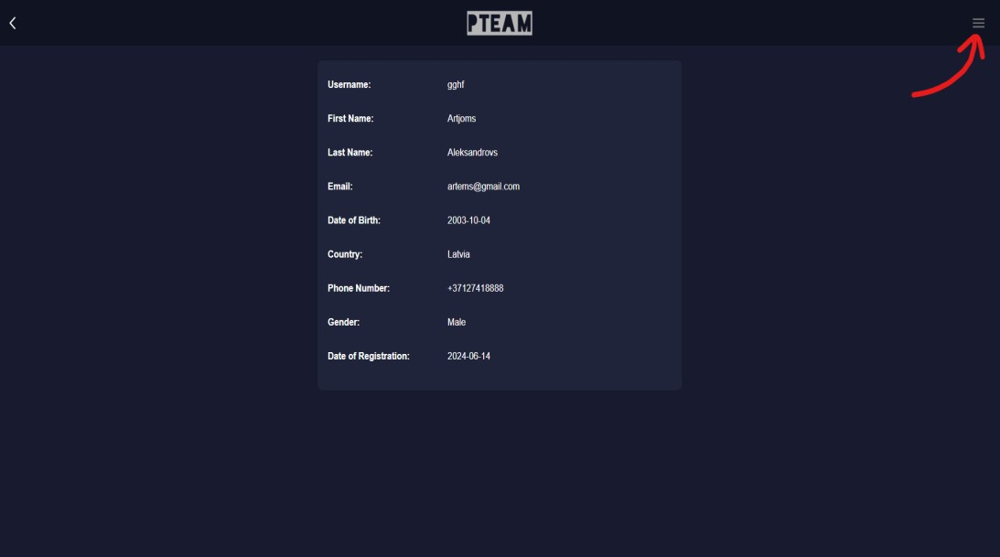 PTEAM
Username: gghf
First Name: Artjoms
Last Name: Aleksandrovs
Email: artems@gmail.com
Date of Birth: 2003-10-04
Country: Latvia
Phone Number: +37127418888
Gender: Male
Date of Registration: 2024-06-14